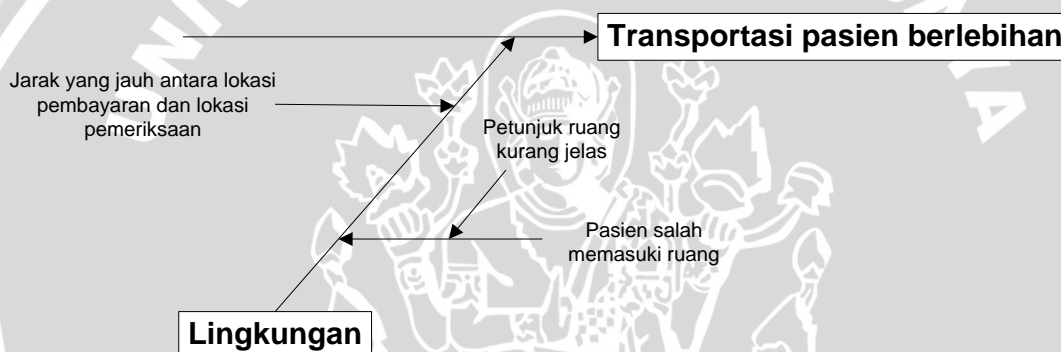 Transportasi pasien berlebihan
Jarak yang jauh antara lokasi
pembayaran dan lokasi
pemeriksaan
Petunjuk ruang
kurang jelas
Pasien salah
memasuki ruang
Lingkungan